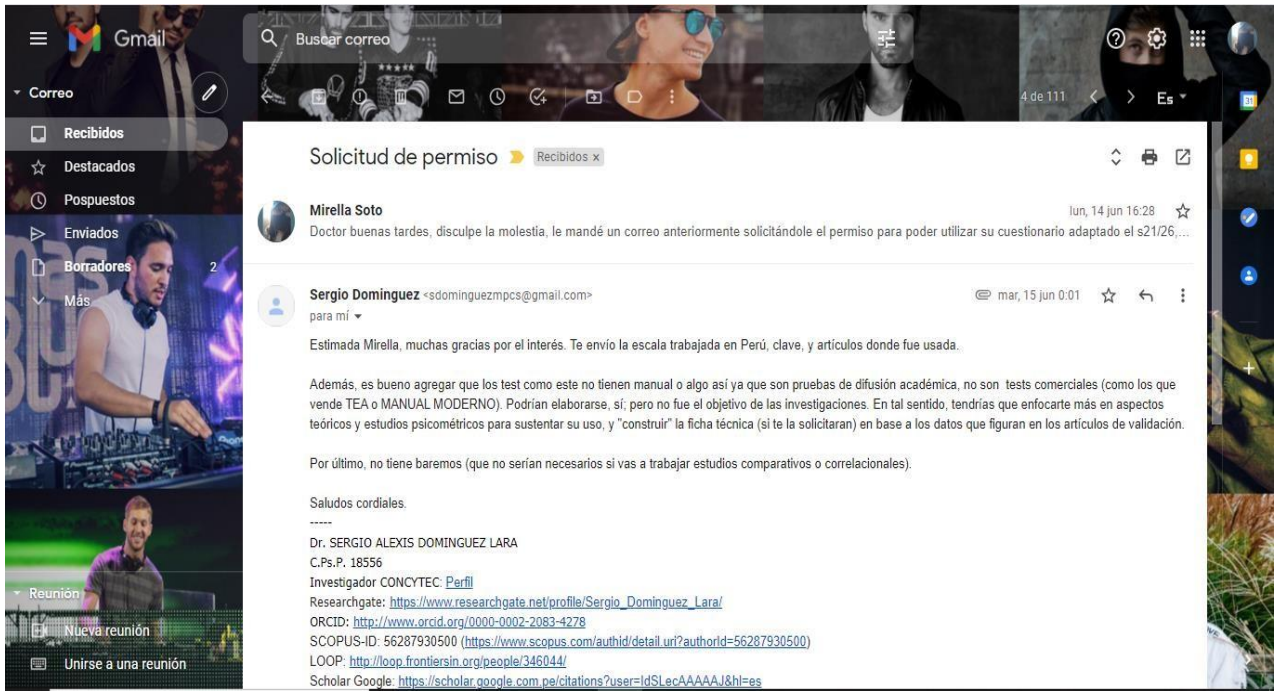 Gmail
Buscar correo
Correo
4 de 111
Es
31
Recibidos
Destacados
Pospuestos
Enviados
Borradores 2
Más
Reunión
Nueva reunión
Unirse a una reunión
Solicitud de permiso Recibidos x
Mirella Soto lun, 14 jun 16:28
Doctor buenas tardes, disculpe la molestia, le mandé un correo anteriormente solicitándole el permiso para poder utilizar su cuestionario adaptado el s21/26,...
Sergio Dominguez <sdominguezmpcs@gmail.com> mar, 15 jun 0:01
para mí
Estimada Mirella, muchas gracias por el interés. Te envío la escala trabajada en Perú, clave, y artículos donde fue usada.
Además, es bueno agregar que los test como este no tienen manual o algo así ya que son pruebas de difusión académica, no son tests comerciales (como los que
vende TEA o MANUAL MODERNO). Podrían elaborarse, sí; pero no fue el objetivo de las investigaciones. En tal sentido, tendrías que enfocarte más en aspectos
teóricos y estudios psicométricos para sustentar su uso, y "construir" la ficha técnica (si te la solicitaran) en base a los datos que figuran en los artículos de validación.
Por último, no tiene baremos (que no serían necesarios si vas a trabajar estudios comparativos o correlacionales).
Saludos cordiales.
-----
Dr. SERGIO ALEXIS DOMINGUEZ LARA
C.Ps.P. 18556
Investigador CONCYTEC: Perfil
Researchgate: https://www.researchgate.net/profile/Sergio_Dominguez_Lara/
ORCID: http://www.orcid.org/0000-0002-2083-4278
SCOPUS-ID: 56287930500 (https://www.scopus.com/authid/detail.uri?authorId=56287930500)
LOOP: http://loop.frontiersin.org/people/346044/
Scholar Google: https://scholar.google.com.pe/citations?user=IdSLecAAAAAJ&hl=es